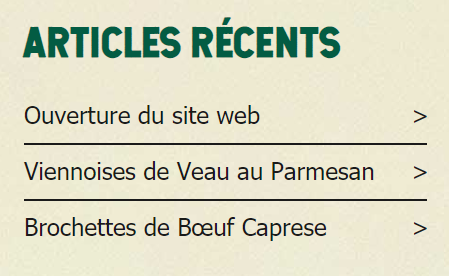 ARTICLES RÉCENTS
Ouverture du site web >
Viennoises de Veau au Parmesan >
Brochettes de Bœuf Caprese >